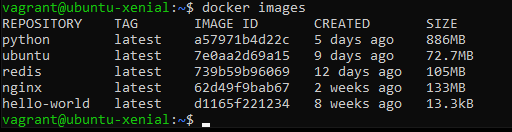 vagrant@ubuntu-xenial:~$ docker images
REPOSITORY TAG IMAGE ID CREATED SIZE
python latest a57971b4d22c 5 days ago 886MB
ubuntu latest 7e0aa2d69a15 9 days ago 72.7MB
redis latest 739b59b96069 12 days ago 105MB
nginx latest 62d49f9bab67 2 weeks ago 133MB
hello-world latest d1165f221234 8 weeks ago 13.3kB
vagrant@ubuntu-xenial:~$